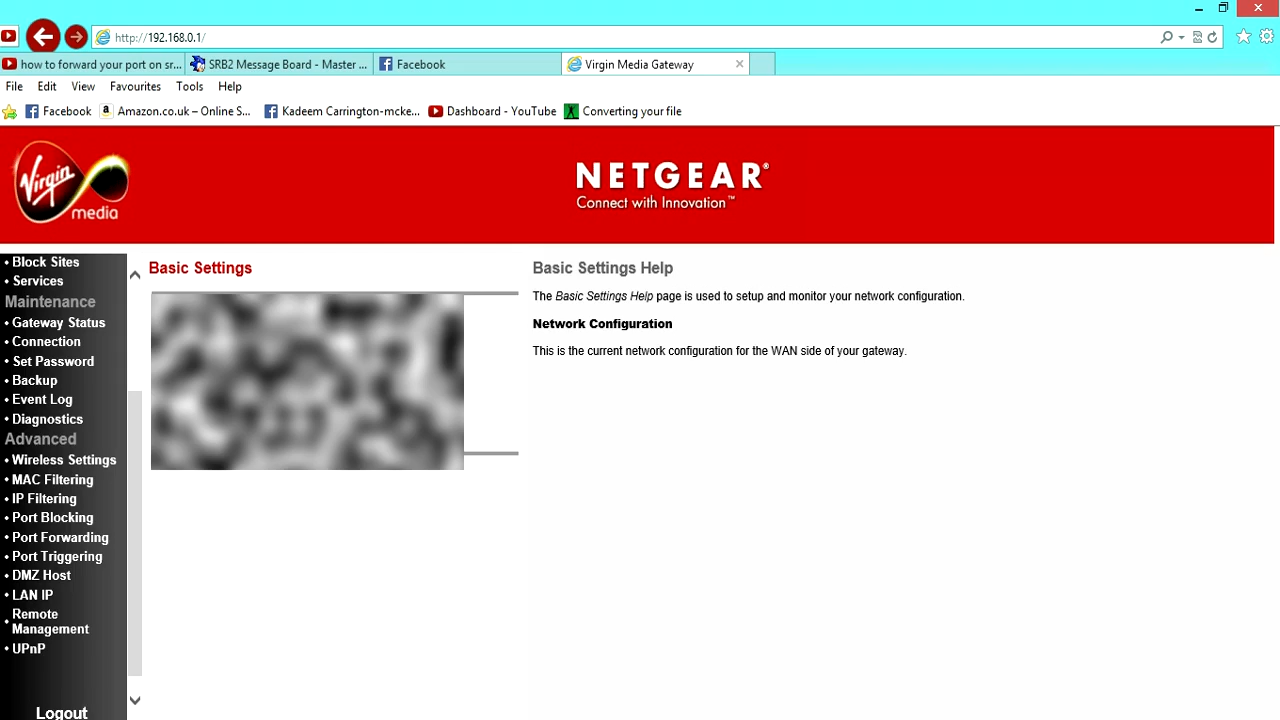 http://192.168.0.1/
how to forward your port on sr...
SRB2 Message Board - Master ...
Facebook
Virgin Media Gateway
File Edit View Favourites Tools Help
Facebook
Amazon.co.uk – Online S...
Kadeem Carrington-mcke...
Dashboard - YouTube
Converting your file
Virgin media
NETGEAR®
Connect with Innovation™
• Block Sites
• Services
Maintenance
• Gateway Status
• Connection
• Set Password
• Backup
• Event Log
• Diagnostics
Advanced
• Wireless Settings
• MAC Filtering
• IP Filtering
• Port Blocking
• Port Forwarding
• Port Triggering
• DMZ Host
• LAN IP
• Remote
Management
• UPnP
Logout
Basic Settings
Basic Settings Help
The Basic Settings Help page is used to setup and monitor your network configuration.
Network Configuration
This is the current network configuration for the WAN side of your gateway.